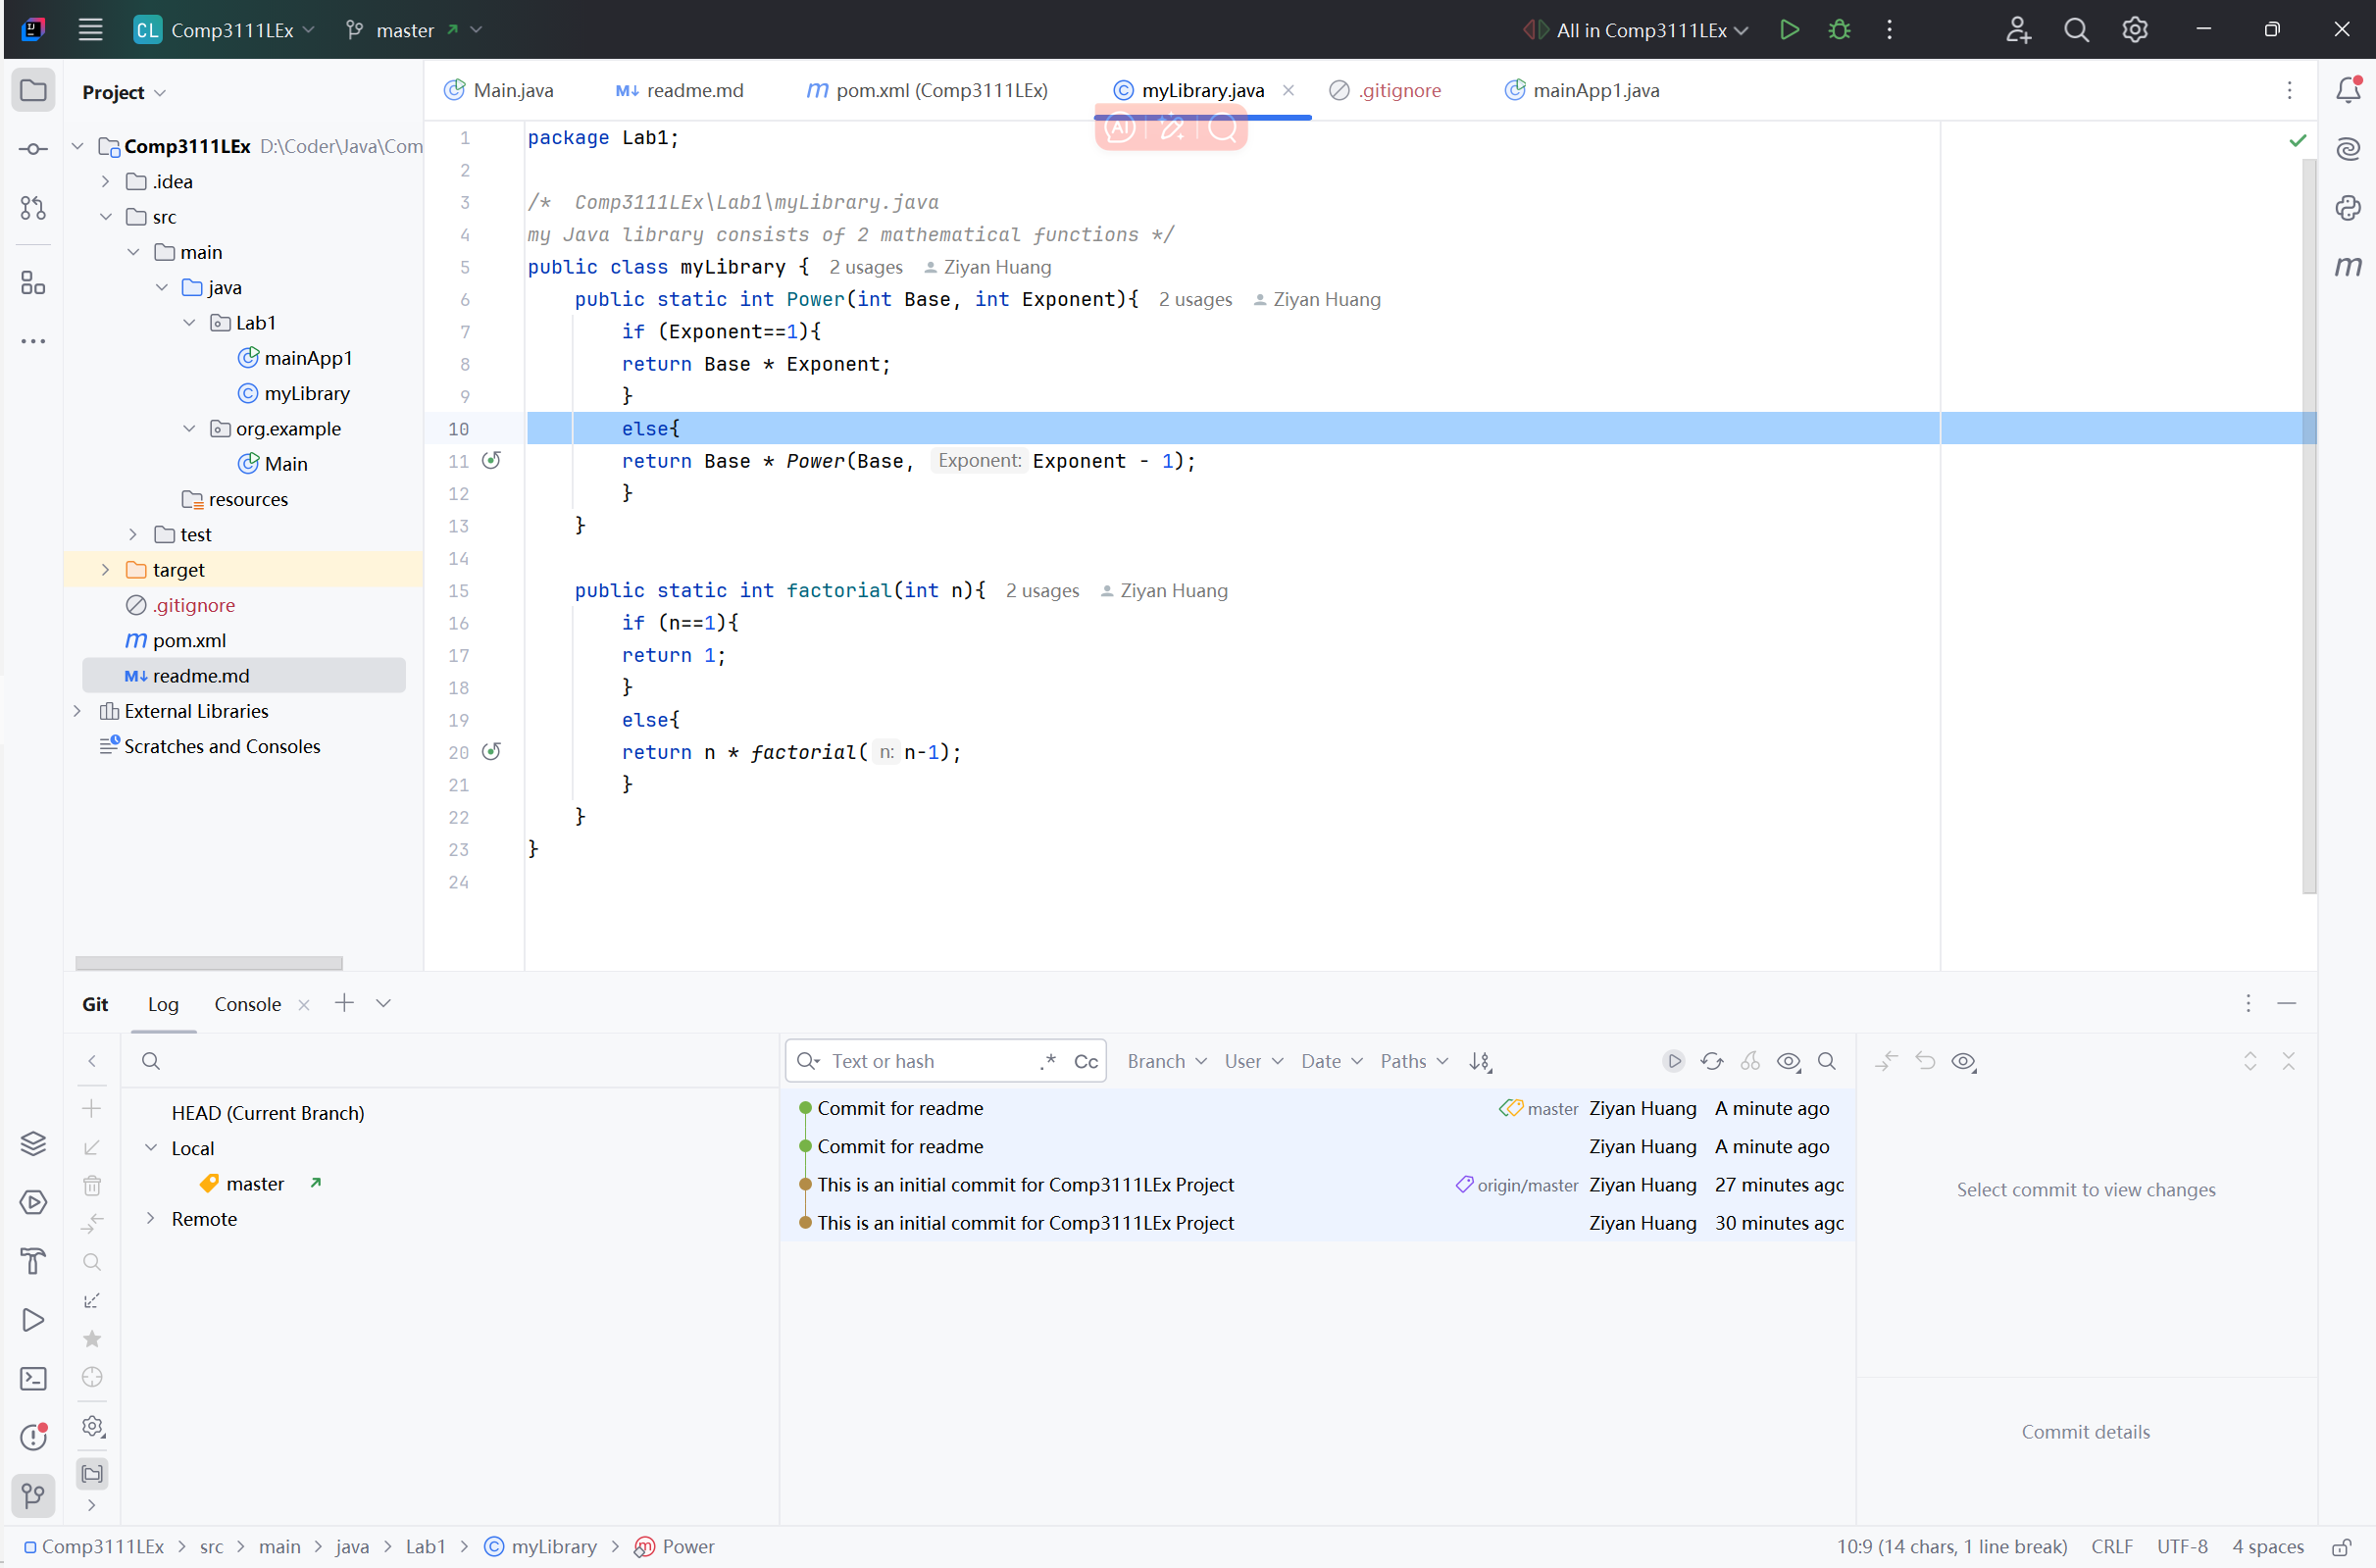 CL Comp3111LEx master All in Comp3111LEx
Project
Main.java readme.md pom.xml (Comp3111LEx) myLibrary.java .gitignore mainApp1.java
AI
Comp3111LEx D:\Coder\Java\Com
.idea
src
main
java
Lab1
mainApp1
myLibrary
org.example
Main
resources
test
target
.gitignore
pom.xml
readme.md
External Libraries
Scratches and Consoles
1 package Lab1;
2
3 /* Comp3111LEx\Lab1\myLibrary.java
4 my Java library consists of 2 mathematical functions */
5 public class myLibrary { 2 usages Ziyan Huang
6 public static int Power(int Base, int Exponent){ 2 usages Ziyan Huang
7 if (Exponent==1){
8 return Base * Exponent;
9 }
10 else{
11 return Base * Power(Base, Exponent: Exponent - 1);
12 }
13 }
14
15 public static int factorial(int n){ 2 usages Ziyan Huang
16 if (n==1){
17 return 1;
18 }
19 else{
20 return n * factorial( n: n-1);
21 }
22 }
23 }
24
Git Log Console
Text or hash .* Cc Branch User Date Paths
HEAD (Current Branch)
Local
master
Remote
Commit for readme master Ziyan Huang A minute ago
Commit for readme Ziyan Huang A minute ago
This is an initial commit for Comp3111LEx Project origin/master Ziyan Huang 27 minutes agc
This is an initial commit for Comp3111LEx Project Ziyan Huang 30 minutes agc
Select commit to view changes
Commit details
Comp3111LEx > src > main > java > Lab1 > myLibrary > Power
10:9 (14 chars, 1 line break) CRLF UTF-8 4 spaces